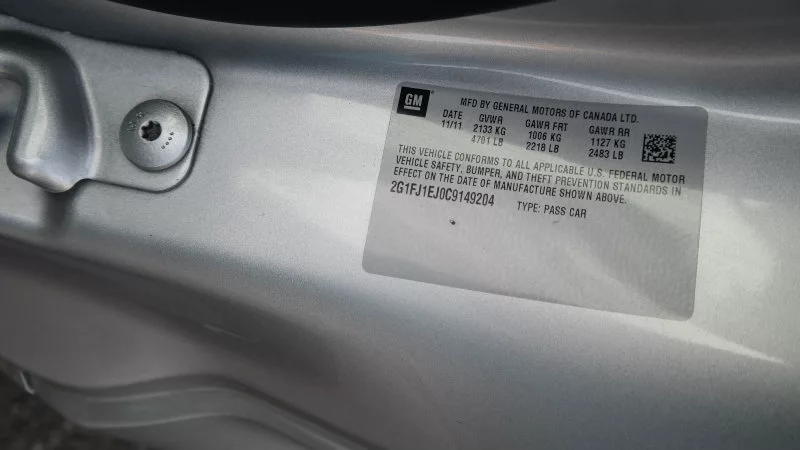 GM
MFD BY GENERAL MOTORS OF CANADA LTD.
DATE GVWR GAWR FRT GAWR RR
11/11 2133 KG 1006 KG 1127 KG
4701 LB 2218 LB 2483 LB
THIS VEHICLE CONFORMS TO ALL APPLICABLE U.S. FEDERAL MOTOR
VEHICLE SAFETY, BUMPER, AND THEFT PREVENTION STANDARDS IN
EFFECT ON THE DATE OF MANUFACTURE SHOWN ABOVE.
2G1FJ1EJ0C9149204 TYPE: PASS CAR